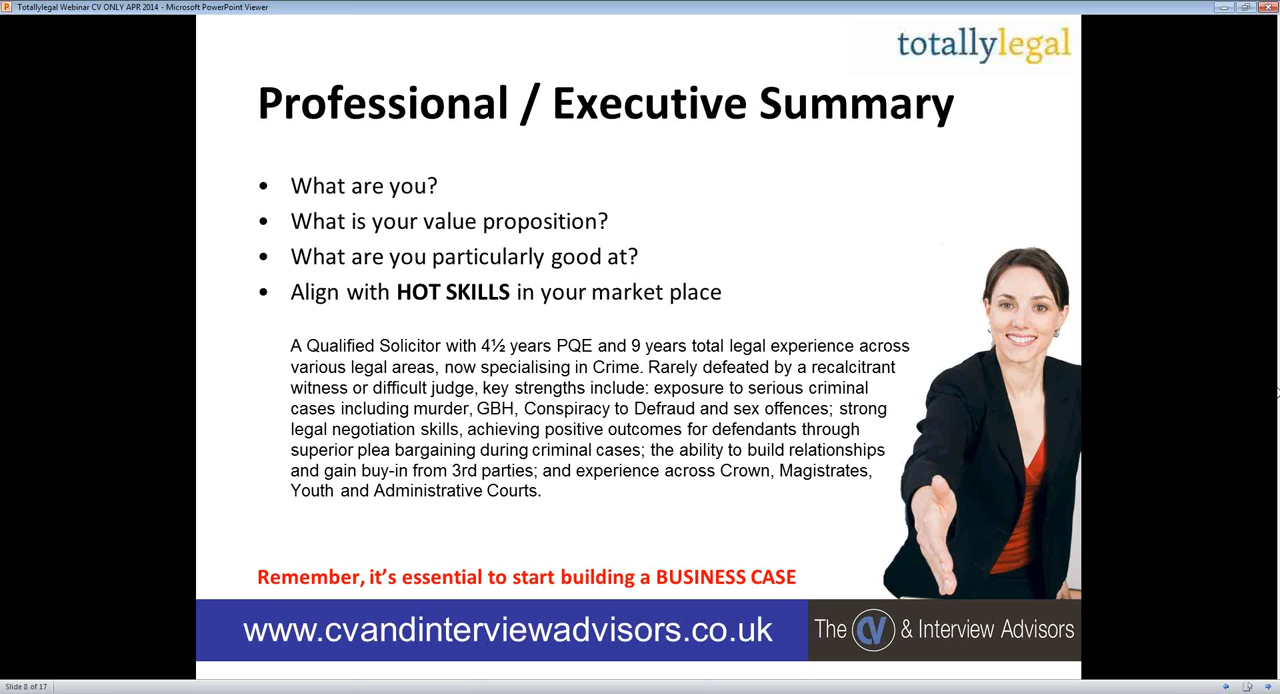 Totallylegal Webinar CV ONLY APR 2014 - Microsoft PowerPoint Viewer
totallylegal
Professional / Executive Summary
• What are you?
• What is your value proposition?
• What are you particularly good at?
• Align with HOT SKILLS in your market place
A Qualified Solicitor with 4½ years PQE and 9 years total legal experience across
various legal areas, now specialising in Crime. Rarely defeated by a recalcitrant
witness or difficult judge, key strengths include: exposure to serious criminal
cases including murder, GBH, Conspiracy to Defraud and sex offences; strong
legal negotiation skills, achieving positive outcomes for defendants through
superior plea bargaining during criminal cases; the ability to build relationships
and gain buy-in from 3rd parties; and experience across Crown, Magistrates,
Youth and Administrative Courts.
Remember, it's essential to start building a BUSINESS CASE
www.cvandinterviewadvisors.co.uk
The CV & Interview Advisors
Slide 8 of 17